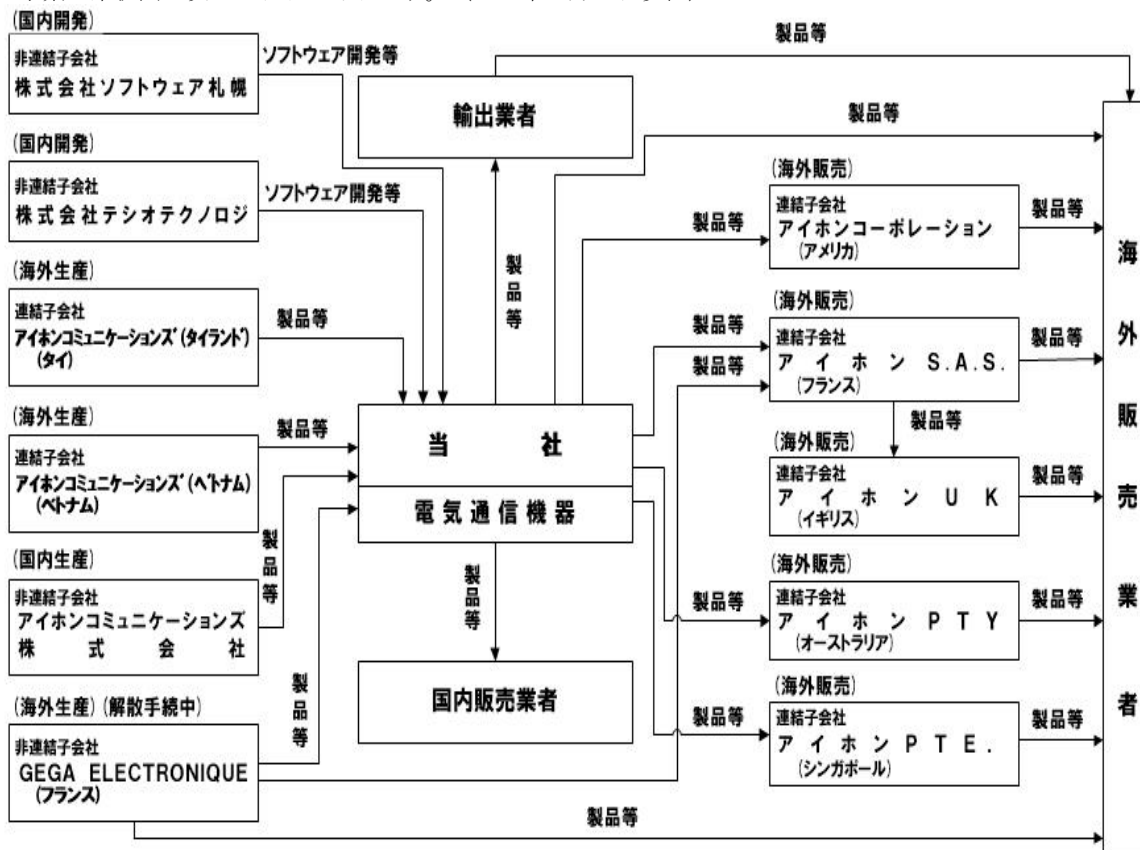 (国内開発)
非連結子会社
株式会社ソフトウェア札幌
ソフトウェア開発等
(国内開発)
非連結子会社
株式会社テシオテクノロジ
ソフトウェア開発等
(海外生産)
連結子会社
アイホンコミュニケーションズ(タイランド)
(タイ)
製品等
(海外生産)
連結子会社
アイホンコミュニケーションズ(ベトナム)
(ベトナム)
製品等
(国内生産)
非連結子会社
アイホンコミュニケーションズ
株式会社
製品等
(海外生産)(解散手続中)
非連結子会社
GEGA ELECTRONIQUE
(フランス)
製品等
輸出業者
製品等
製品等
当社
電気通信機器
製品等
国内販売業者
製品等
製品等
(海外販売)
連結子会社
アイホンコーポレーション
(アメリカ)
製品等
製品等
製品等
(海外販売)
連結子会社
アイホンS.A.S.
(フランス)
製品等
製品等
(海外販売)
連結子会社
アイホンUK
(イギリス)
製品等
製品等
(海外販売)
連結子会社
アイホンPTY
(オーストラリア)
製品等
製品等
(海外販売)
連結子会社
アイホンPTE.
(シンガポール)
製品等
製品等
海外販売業者